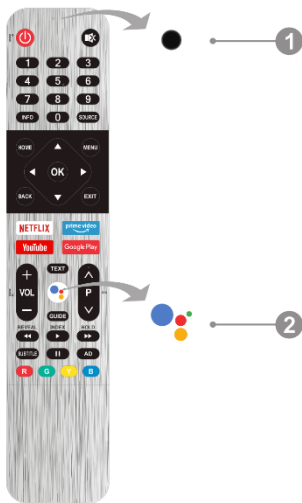 1
1 2 3
4 5 6
7 8 9
INFO 0 SOURCE
HOME MENU
OK
BACK EXIT
NETFLIX prime video
YouTube Google Play
TEXT
+ VOL − P
2
GUIDE
REVEAL INDEX HOLD
SUBTITLE AD
R G Y B